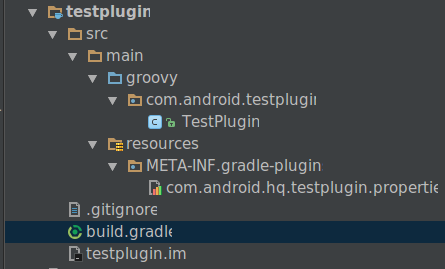 testplugin
src
main
groovy
com.android.testplugin
TestPlugin
resources
META-INF.gradle-plugin
com.android.hq.testplugin.propertie
.gitignore
build.gradle
testplugin.im